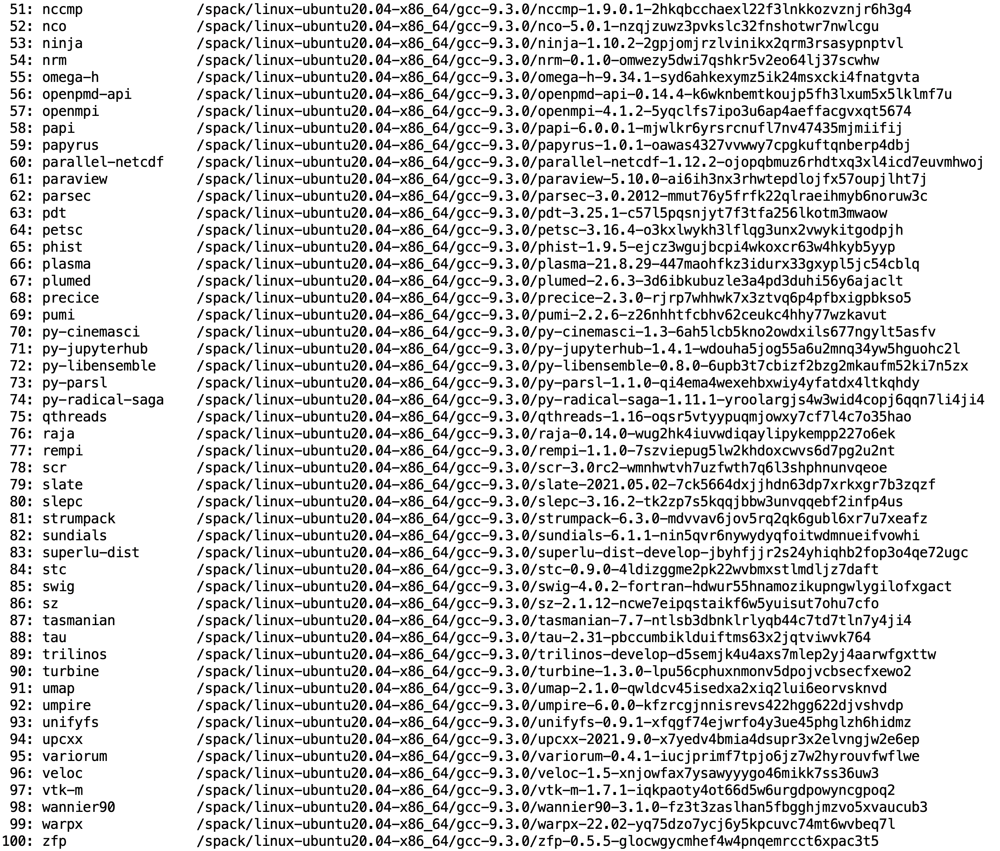 51: nccmp /spack/linux-ubuntu20.04-x86_64/gcc-9.3.0/nccmp-1.9.0.1-2hkqbcchaexl22f3lnkkozvznjr6h3g4
52: nco /spack/linux-ubuntu20.04-x86_64/gcc-9.3.0/nco-5.0.1-nzqjzuwz3pvkslc32fnshotwr7nwlcgu
53: ninja /spack/linux-ubuntu20.04-x86_64/gcc-9.3.0/ninja-1.10.2-2gpjomjrzlvinikx2qrm3rsasypnptvl
54: nrm /spack/linux-ubuntu20.04-x86_64/gcc-9.3.0/nrm-0.1.0-omwezy5dwi7qshkr5v2eo64lj37scwhw
55: omega-h /spack/linux-ubuntu20.04-x86_64/gcc-9.3.0/omega-h-9.34.1-syd6ahkexymz5ik24msxcki4fnatgvta
56: openpmd-api /spack/linux-ubuntu20.04-x86_64/gcc-9.3.0/openpmd-api-0.14.4-k6wknbemtkoujp5fh3lxum5x5lklmf7u
57: openmpi /spack/linux-ubuntu20.04-x86_64/gcc-9.3.0/openmpi-4.1.2-5yqclfs7ipo3u6ap4aeffacgvxqt5674
58: papi /spack/linux-ubuntu20.04-x86_64/gcc-9.3.0/papi-6.0.0.1-mjwlkr6yrsrcnufl7nv47435mjmiifij
59: papyrus /spack/linux-ubuntu20.04-x86_64/gcc-9.3.0/papyrus-1.0.1-oawas4327vvwwy7cpgkuftqnberp4dbj
60: parallel-netcdf /spack/linux-ubuntu20.04-x86_64/gcc-9.3.0/parallel-netcdf-1.12.2-ojopqbmuz6rhdtxq3xl4icd7euvmhwoj
61: paraview /spack/linux-ubuntu20.04-x86_64/gcc-9.3.0/paraview-5.10.0-ai6ih3nx3rhwtepdlojfx57oupjlht7j
62: parsec /spack/linux-ubuntu20.04-x86_64/gcc-9.3.0/parsec-3.0.2012-mmut76y5frfk22qlraeihmyb6noruw3c
63: pdt /spack/linux-ubuntu20.04-x86_64/gcc-9.3.0/pdt-3.25.1-c57l5pqsnjyt7f3tfa256lkotm3mwaow
64: petsc /spack/linux-ubuntu20.04-x86_64/gcc-9.3.0/petsc-3.16.4-o3kxlwykh3lflqg3unx2vwykitgodpjh
65: phist /spack/linux-ubuntu20.04-x86_64/gcc-9.3.0/phist-1.9.5-ejcz3wgujbcpi4wkoxcr63w4hkyb5yyp
66: plasma /spack/linux-ubuntu20.04-x86_64/gcc-9.3.0/plasma-21.8.29-447maohfkz3idurx33gxypl5jc54cblq
67: plumed /spack/linux-ubuntu20.04-x86_64/gcc-9.3.0/plumed-2.6.3-3d6ibkubuzle3a4pd3duhi56y6ajaclt
68: precice /spack/linux-ubuntu20.04-x86_64/gcc-9.3.0/precice-2.3.0-rjrp7whhwk7x3ztvq6p4pfbxigpbkso5
69: pumi /spack/linux-ubuntu20.04-x86_64/gcc-9.3.0/pumi-2.2.6-z26nhhtfcbhv62ceukc4hhy77wzkavut
70: py-cinemasci /spack/linux-ubuntu20.04-x86_64/gcc-9.3.0/py-cinemasci-1.3-6ah5lcb5kno2owdxils677ngylt5asfv
71: py-jupyterhub /spack/linux-ubuntu20.04-x86_64/gcc-9.3.0/py-jupyterhub-1.4.1-wdouha5jog55a6u2mnq34yw5hguohc2l
72: py-libensemble /spack/linux-ubuntu20.04-x86_64/gcc-9.3.0/py-libensemble-0.8.0-6upb3t7cbizf2bzg2mkaufm52ki7n5zx
73: py-parsl /spack/linux-ubuntu20.04-x86_64/gcc-9.3.0/py-parsl-1.1.0-qi4ema4wexehbxwiy4yfatdx4ltkqhdy
74: py-radical-saga /spack/linux-ubuntu20.04-x86_64/gcc-9.3.0/py-radical-saga-1.11.1-yroolargjs4w3wid4copj6qqn7li4ji4
75: qthreads /spack/linux-ubuntu20.04-x86_64/gcc-9.3.0/qthreads-1.16-oqsr5vtyypuqmjowxy7cf7l4c7o35hao
76: raja /spack/linux-ubuntu20.04-x86_64/gcc-9.3.0/raja-0.14.0-wug2hk4iuvwdiqaylipykempp227o6ek
77: rempi /spack/linux-ubuntu20.04-x86_64/gcc-9.3.0/rempi-1.1.0-7szviepug5lw2khdoxcwvs6d7pg2u2nt
78: scr /spack/linux-ubuntu20.04-x86_64/gcc-9.3.0/scr-3.0rc2-wmnhwtvh7uzfwth7q6l3shphnunvqeoe
79: slate /spack/linux-ubuntu20.04-x86_64/gcc-9.3.0/slate-2021.05.02-7ck5664dxjjhdn63dp7xrkxgr7b3zqzf
80: slepc /spack/linux-ubuntu20.04-x86_64/gcc-9.3.0/slepc-3.16.2-tk2zp7s5kqqjbbw3unvqqebf2infp4us
81: strumpack /spack/linux-ubuntu20.04-x86_64/gcc-9.3.0/strumpack-6.3.0-mdvvav6jov5rq2qk6gubl6xr7u7xeafz
82: sundials /spack/linux-ubuntu20.04-x86_64/gcc-9.3.0/sundials-6.1.1-nin5qvr6nywydyqfoitwdmnueifvowhi
83: superlu-dist /spack/linux-ubuntu20.04-x86_64/gcc-9.3.0/superlu-dist-develop-jbyhfjjr2s24yhiqhb2fop3o4qe72ugc
84: stc /spack/linux-ubuntu20.04-x86_64/gcc-9.3.0/stc-0.9.0-4ldizggme2pk22wvbmxstlmdljz7daft
85: swig /spack/linux-ubuntu20.04-x86_64/gcc-9.3.0/swig-4.0.2-fortran-hdwur55hnamozikupngwlygilofxgact
86: sz /spack/linux-ubuntu20.04-x86_64/gcc-9.3.0/sz-2.1.12-ncwe7eipqstaikf6w5yuisut7ohu7cfo
87: tasmanian /spack/linux-ubuntu20.04-x86_64/gcc-9.3.0/tasmanian-7.7-ntlsb3dbnklrlyqb44c7td7tln7y4ji4
88: tau /spack/linux-ubuntu20.04-x86_64/gcc-9.3.0/tau-2.31-pbccumbiklduiftms63x2jqtviwvk764
89: trilinos /spack/linux-ubuntu20.04-x86_64/gcc-9.3.0/trilinos-develop-d5semjk4u4axs7mlep2yj4aarwfgxttw
90: turbine /spack/linux-ubuntu20.04-x86_64/gcc-9.3.0/turbine-1.3.0-lpu56cphuxnmonv5dpojvcbsecfxewo2
91: umap /spack/linux-ubuntu20.04-x86_64/gcc-9.3.0/umap-2.1.0-qwldcv45isedxa2xiq2lui6eorvsknvd
92: umpire /spack/linux-ubuntu20.04-x86_64/gcc-9.3.0/umpire-6.0.0-kfzrcgjnnisrevs422hgg622djvshvdp
93: unifyfs /spack/linux-ubuntu20.04-x86_64/gcc-9.3.0/unifyfs-0.9.1-xfqgf74ejwrfo4y3ue45phglzh6hidmz
94: upcxx /spack/linux-ubuntu20.04-x86_64/gcc-9.3.0/upcxx-2021.9.0-x7yedv4bmia4dsupr3x2elvngjw2e6ep
95: variorum /spack/linux-ubuntu20.04-x86_64/gcc-9.3.0/variorum-0.4.1-iucjprimf7tpjo6jz7w2hyrouvfwflwe
96: veloc /spack/linux-ubuntu20.04-x86_64/gcc-9.3.0/veloc-1.5-xnjowfax7ysawyyygo46mikk7ss36uw3
97: vtk-m /spack/linux-ubuntu20.04-x86_64/gcc-9.3.0/vtk-m-1.7.1-iqkpaoty4ot66d5w6urgdpowyncgpoq2
98: wannier90 /spack/linux-ubuntu20.04-x86_64/gcc-9.3.0/wannier90-3.1.0-fz3t3zaslhan5fbgghjmzvo5xvaucub3
99: warpx /spack/linux-ubuntu20.04-x86_64/gcc-9.3.0/warpx-22.02-yq75dzo7ycj6y5kpcuvc74mt6wvbeq7l
100: zfp /spack/linux-ubuntu20.04-x86_64/gcc-9.3.0/zfp-0.5.5-glocwgycmhef4w4pnqemrcct6xpac3t5